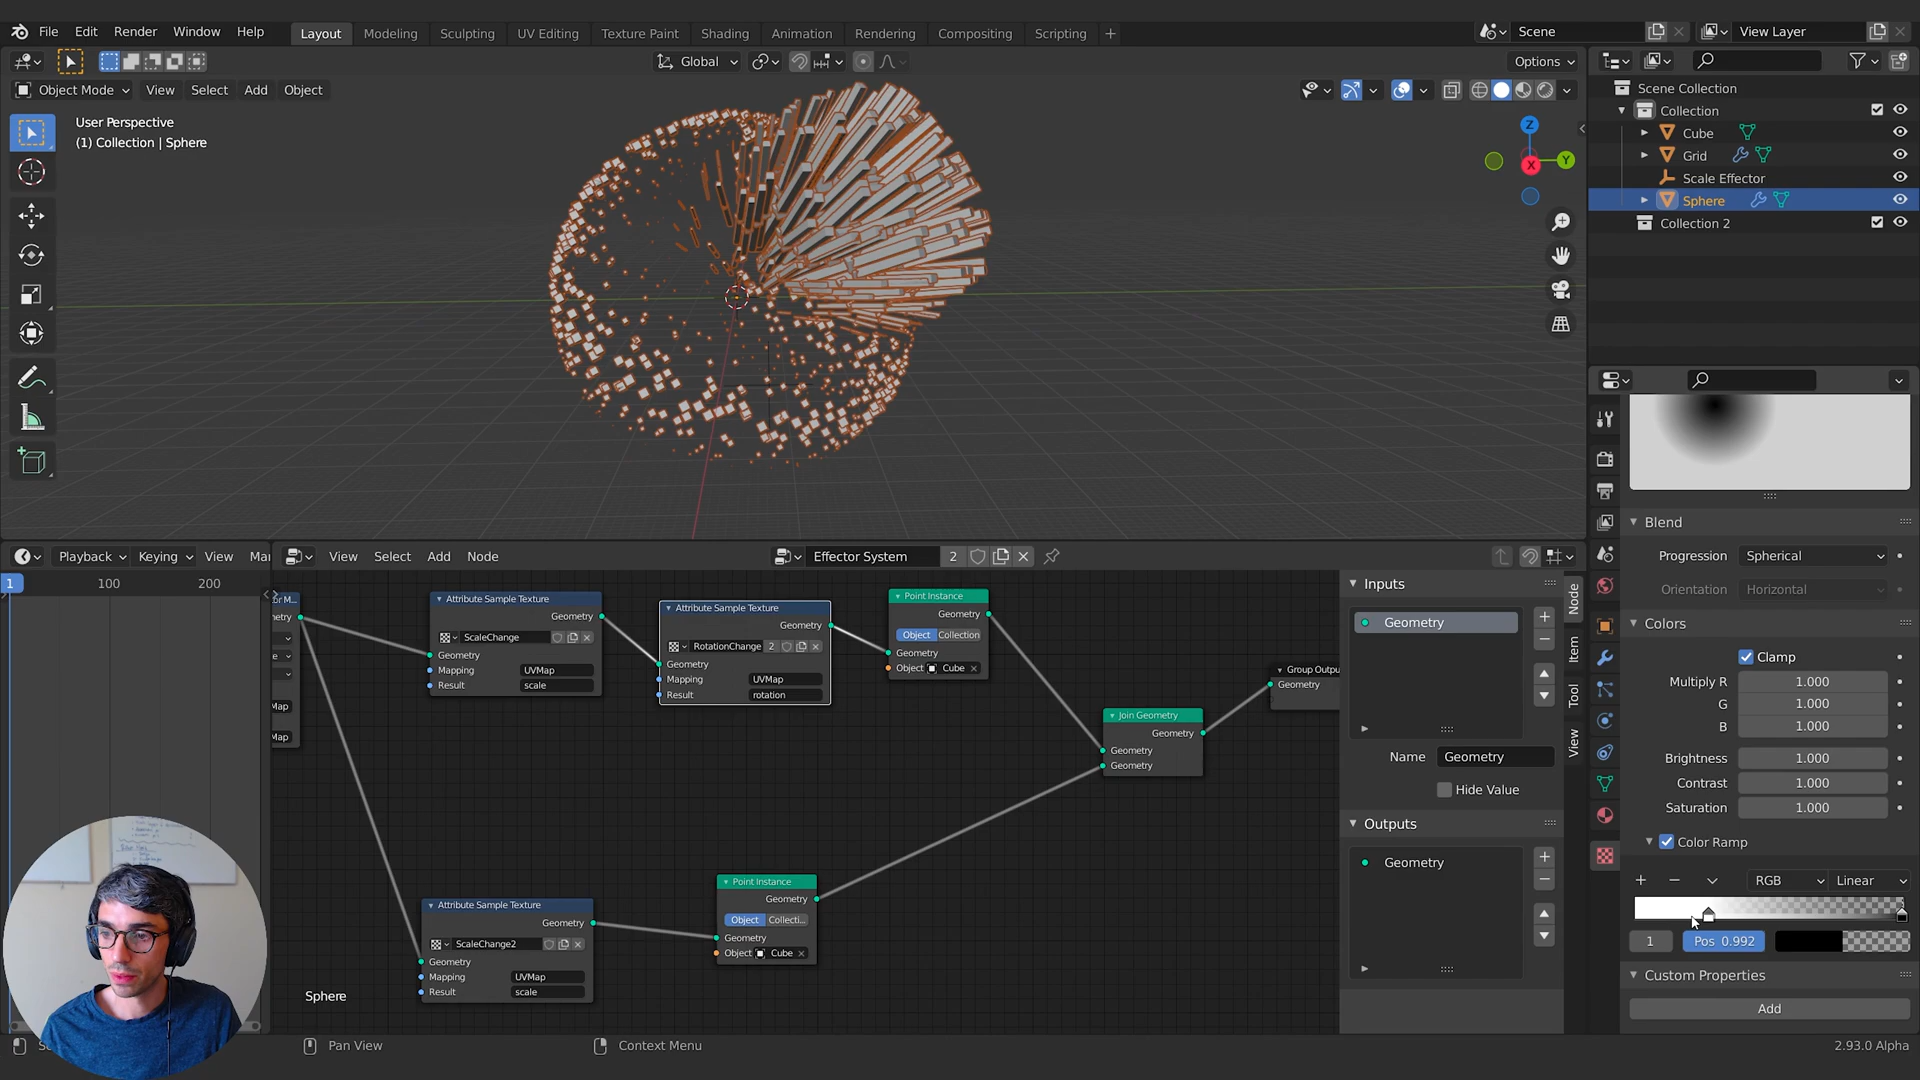 File Edit Render Window Help Layout Modeling Sculpting UV Editing Texture Paint Shading Animation Rendering Compositing Scripting + Scene View Layer
Global Options
Object Mode View Select Add Object
User Perspective
(1) Collection | Sphere
Z
Y
X
Scene Collection
Collection
Cube
Grid
Scale Effector
Sphere
Collection 2
Playback Keying View View Select Add Node Effector System 2
1 100 200
Attribute Sample Texture
Geometry
ScaleChange
Geometry
Mapping UVMap
Result scale
Attribute Sample Texture
Geometry
RotationChange 2
Geometry
Mapping UVMap
Result rotation
Point Instance
Geometry
Object Collection
Geometry
Object Cube
Join Geometry
Geometry
Geometry
Geometry
Group Outpu
Geometry
Attribute Sample Texture
Geometry
ScaleChange2
Geometry
Mapping UVMap
Result scale
Point Instance
Geometry
Object Collecti...
Geometry
Object Cube
Sphere
Inputs
Geometry
Name Geometry
Hide Value
Outputs
Geometry
Node
Item
Tool
View
Blend
Progression Spherical
Orientation Horizontal
Colors
Clamp
Multiply R 1.000
G 1.000
B 1.000
Brightness 1.000
Contrast 1.000
Saturation 1.000
Color Ramp
RGB Linear
1 Pos 0.992
Custom Properties
Add
Pan View Context Menu 2.93.0 Alpha